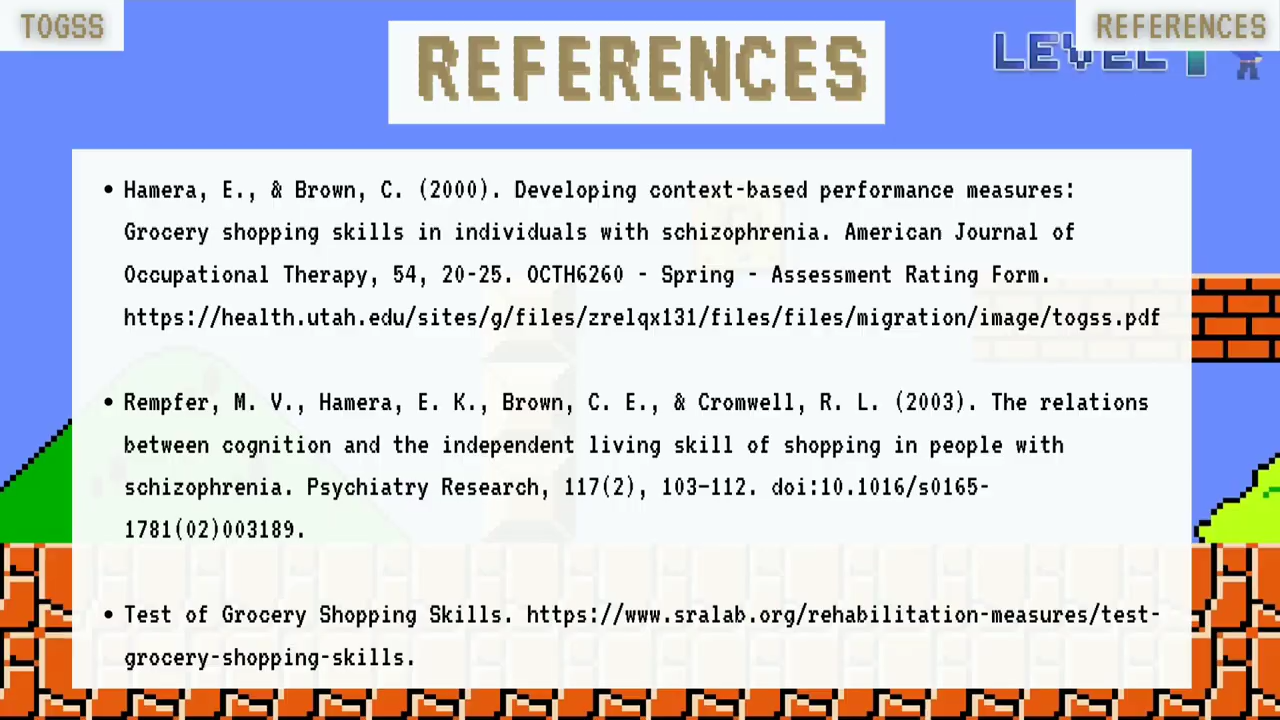 TOGSS
REFERENCES
REFERENCES
LEVEL 1
• Hamera, E., & Brown, C. (2000). Developing context-based performance measures:
Grocery shopping skills in individuals with schizophrenia. American Journal of
Occupational Therapy, 54, 20-25. OCTH6260 - Spring - Assessment Rating Form.
https://health.utah.edu/sites/g/files/zrelqx131/files/files/migration/image/togss.pdf
• Rempfer, M. V., Hamera, E. K., Brown, C. E., & Cromwell, R. L. (2003). The relations
between cognition and the independent living skill of shopping in people with
schizophrenia. Psychiatry Research, 117(2), 103–112. doi:10.1016/s0165-
1781(02)003189.
• Test of Grocery Shopping Skills. https://www.sralab.org/rehabilitation-measures/test-
grocery-shopping-skills.